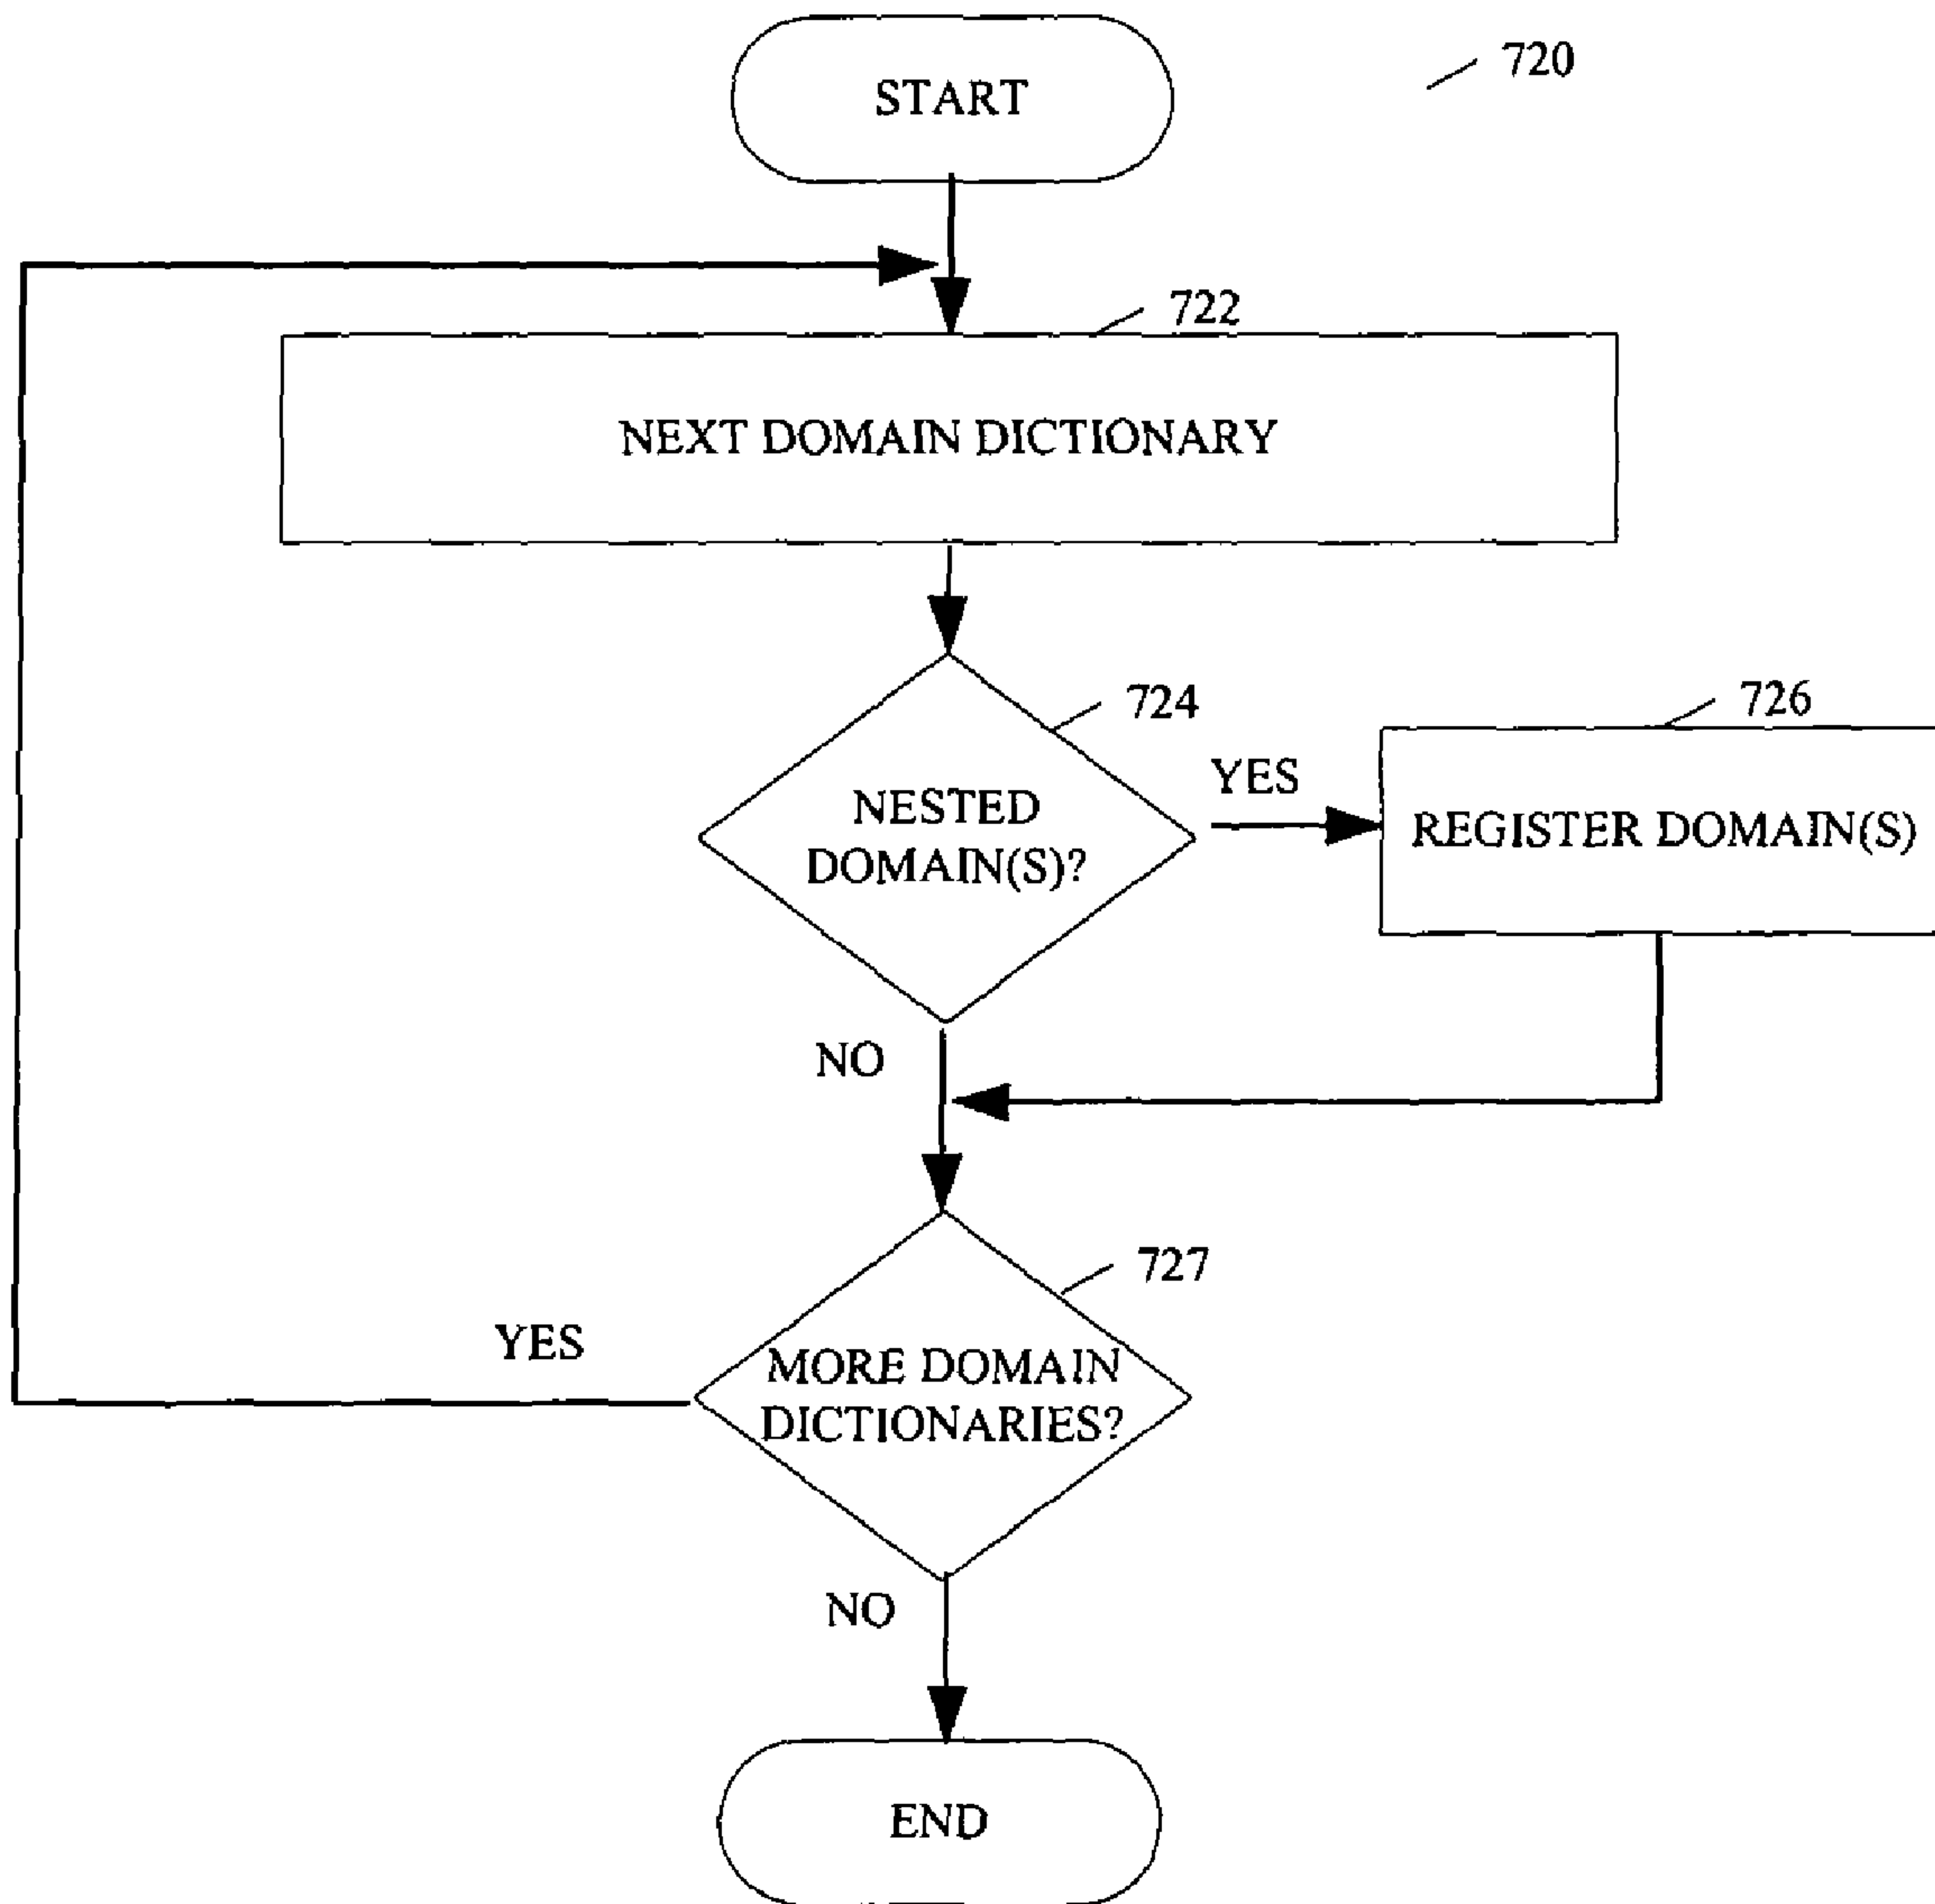 START
720
722
NEXT DOMAIN DICTIONARY
724
726
YES
NESTED
DOMAIN(S)?
REGISTER DOMAIN(S)
NO
727
YES
MORE DOMAIN
DICTIONARIES?
NO
END